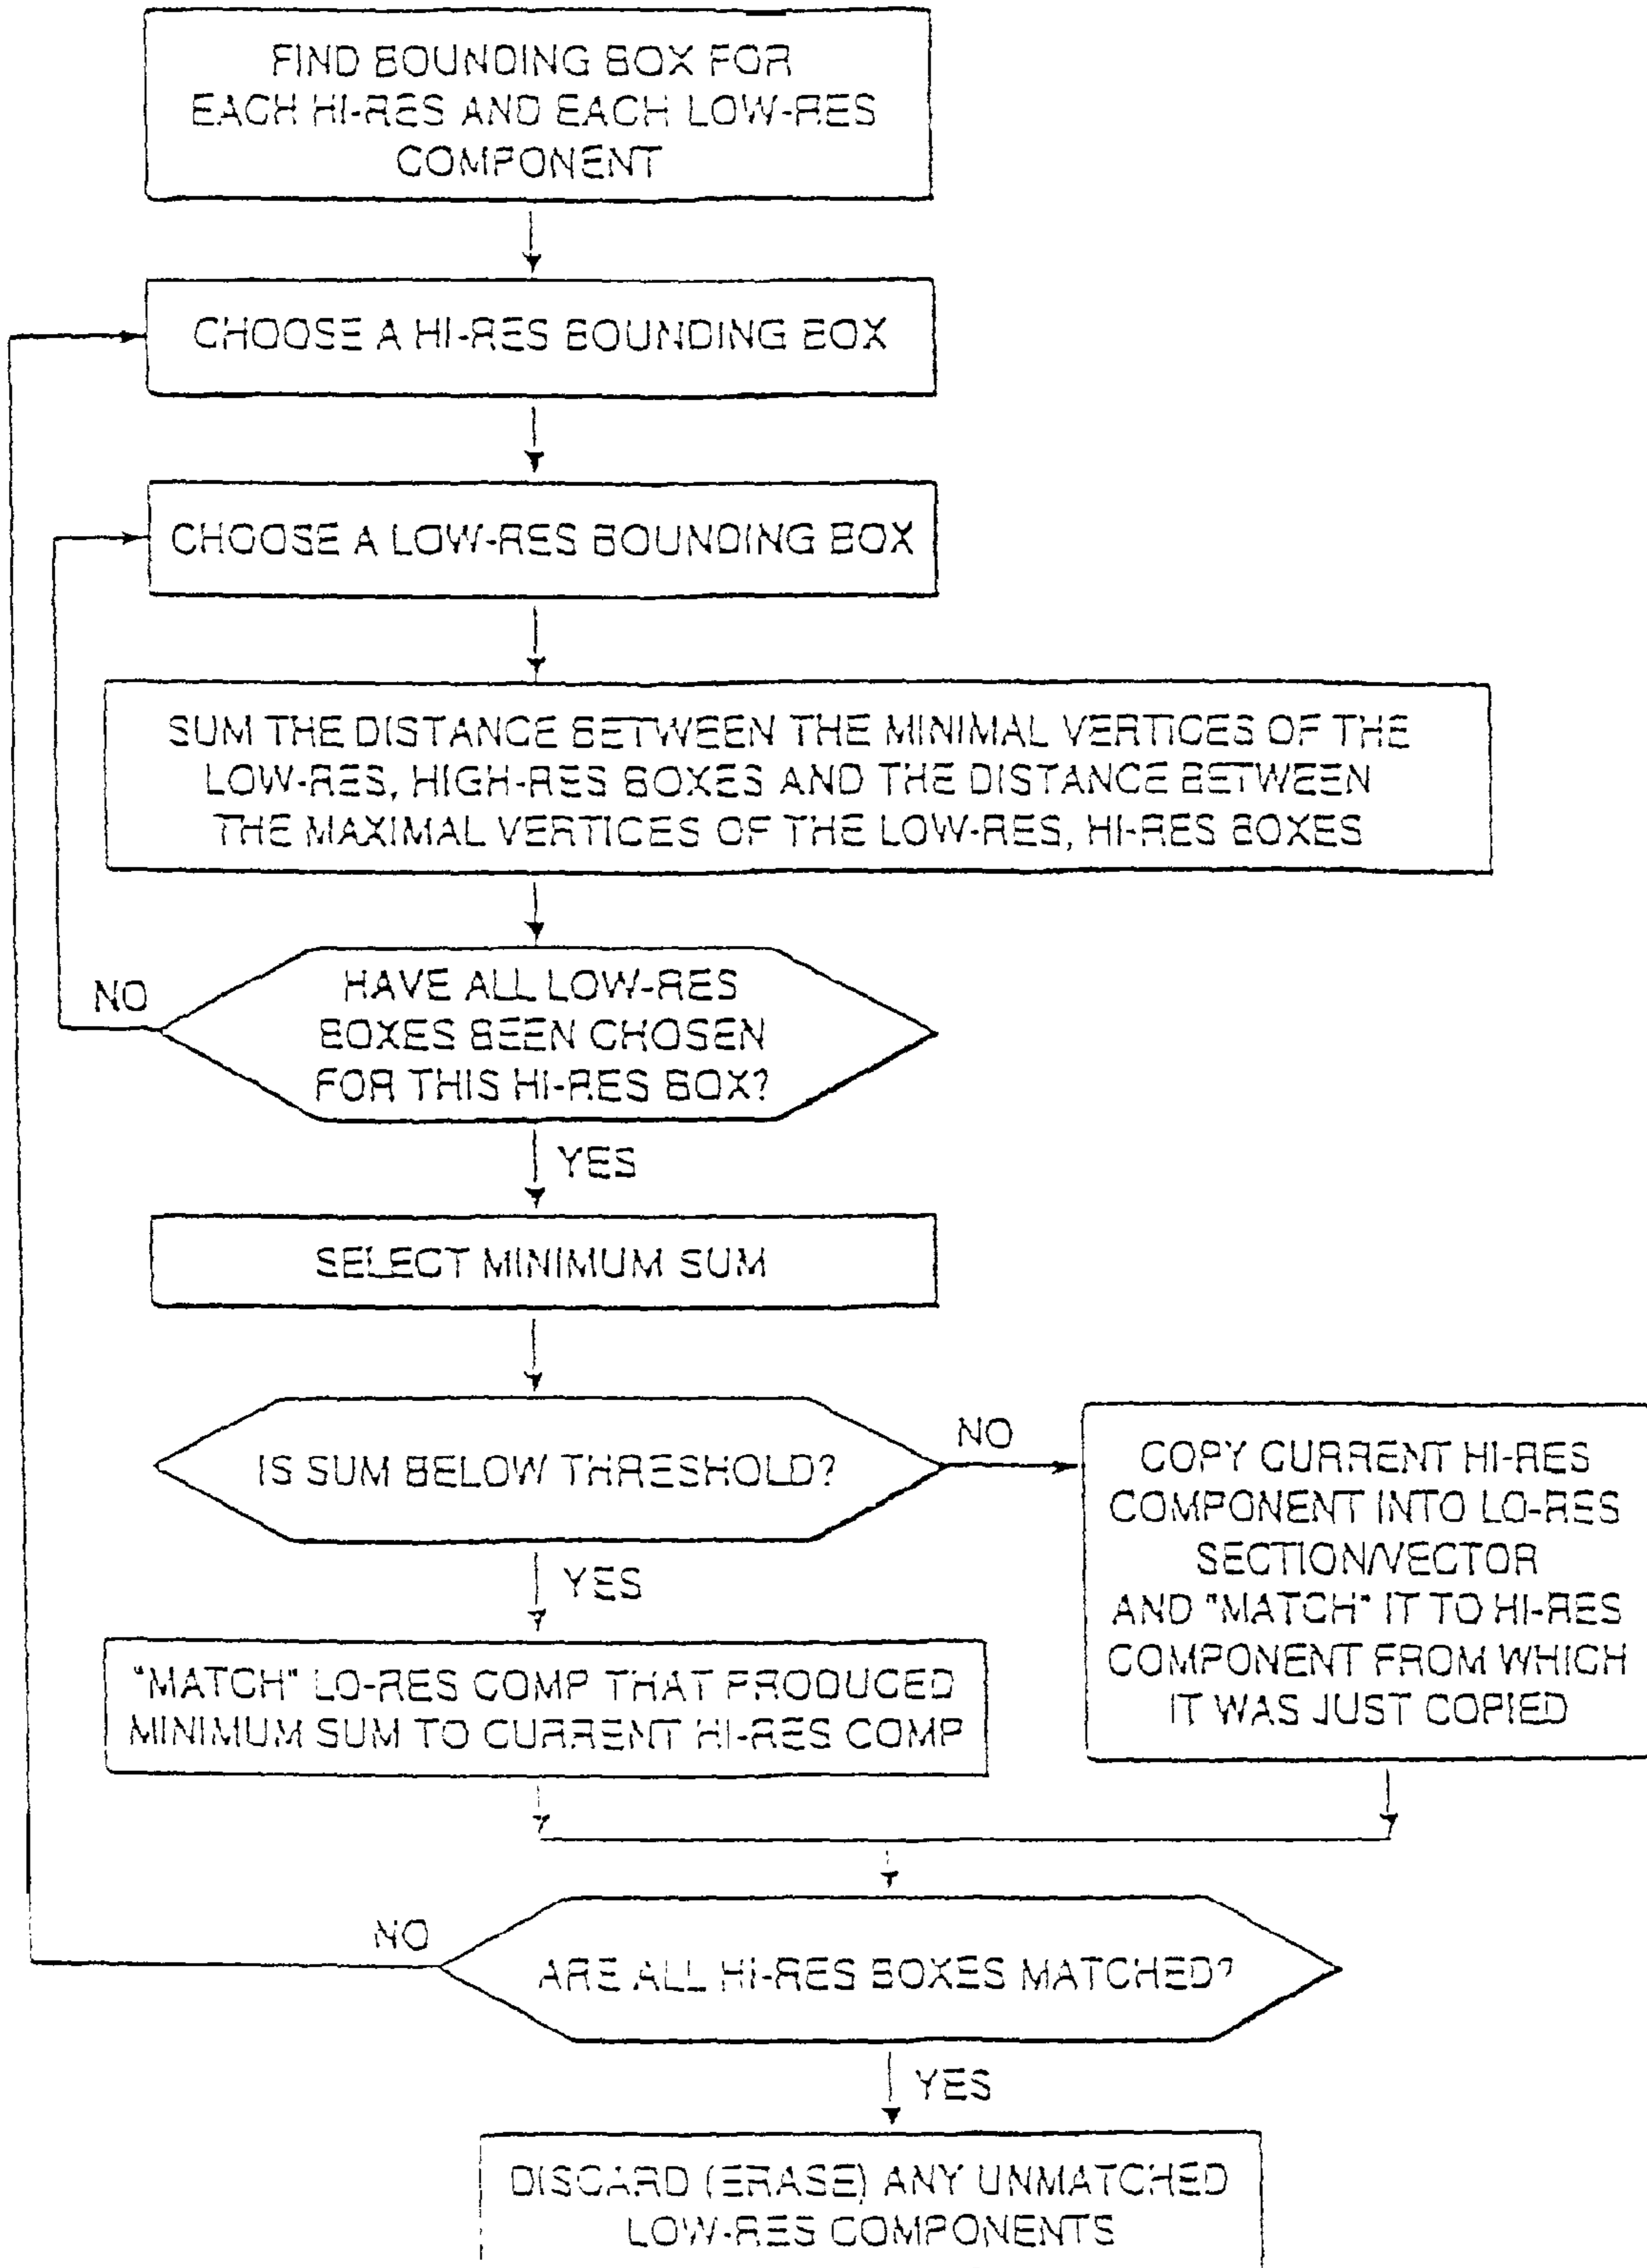 FIND BOUNDING BOX FOR
EACH HI-RES AND EACH LOW-RES
COMPONENT
CHOOSE A HI-RES BOUNDING BOX
CHOOSE A LOW-RES BOUNDING BOX
SUM THE DISTANCE BETWEEN THE MINIMAL VERTICES OF THE
LOW-RES, HIGH-RES BOXES AND THE DISTANCE BETWEEN
THE MAXIMAL VERTICES OF THE LOW-RES, HI-RES BOXES
NO
HAVE ALL LOW-RES
BOXES BEEN CHOSEN
FOR THIS HI-RES BOX?
YES
SELECT MINIMUM SUM
IS SUM BELOW THRESHOLD?
NO
COPY CURRENT HI-RES
COMPONENT INTO LO-RES
SECTION/VECTOR
AND "MATCH" IT TO HI-RES
COMPONENT FROM WHICH
IT WAS JUST COPIED
YES
"MATCH" LO-RES COMP THAT PRODUCED
MINIMUM SUM TO CURRENT HI-RES COMP
NO
ARE ALL HI-RES BOXES MATCHED?
YES
DISCARD (ERASE) ANY UNMATCHED
LOW-RES COMPONENTS